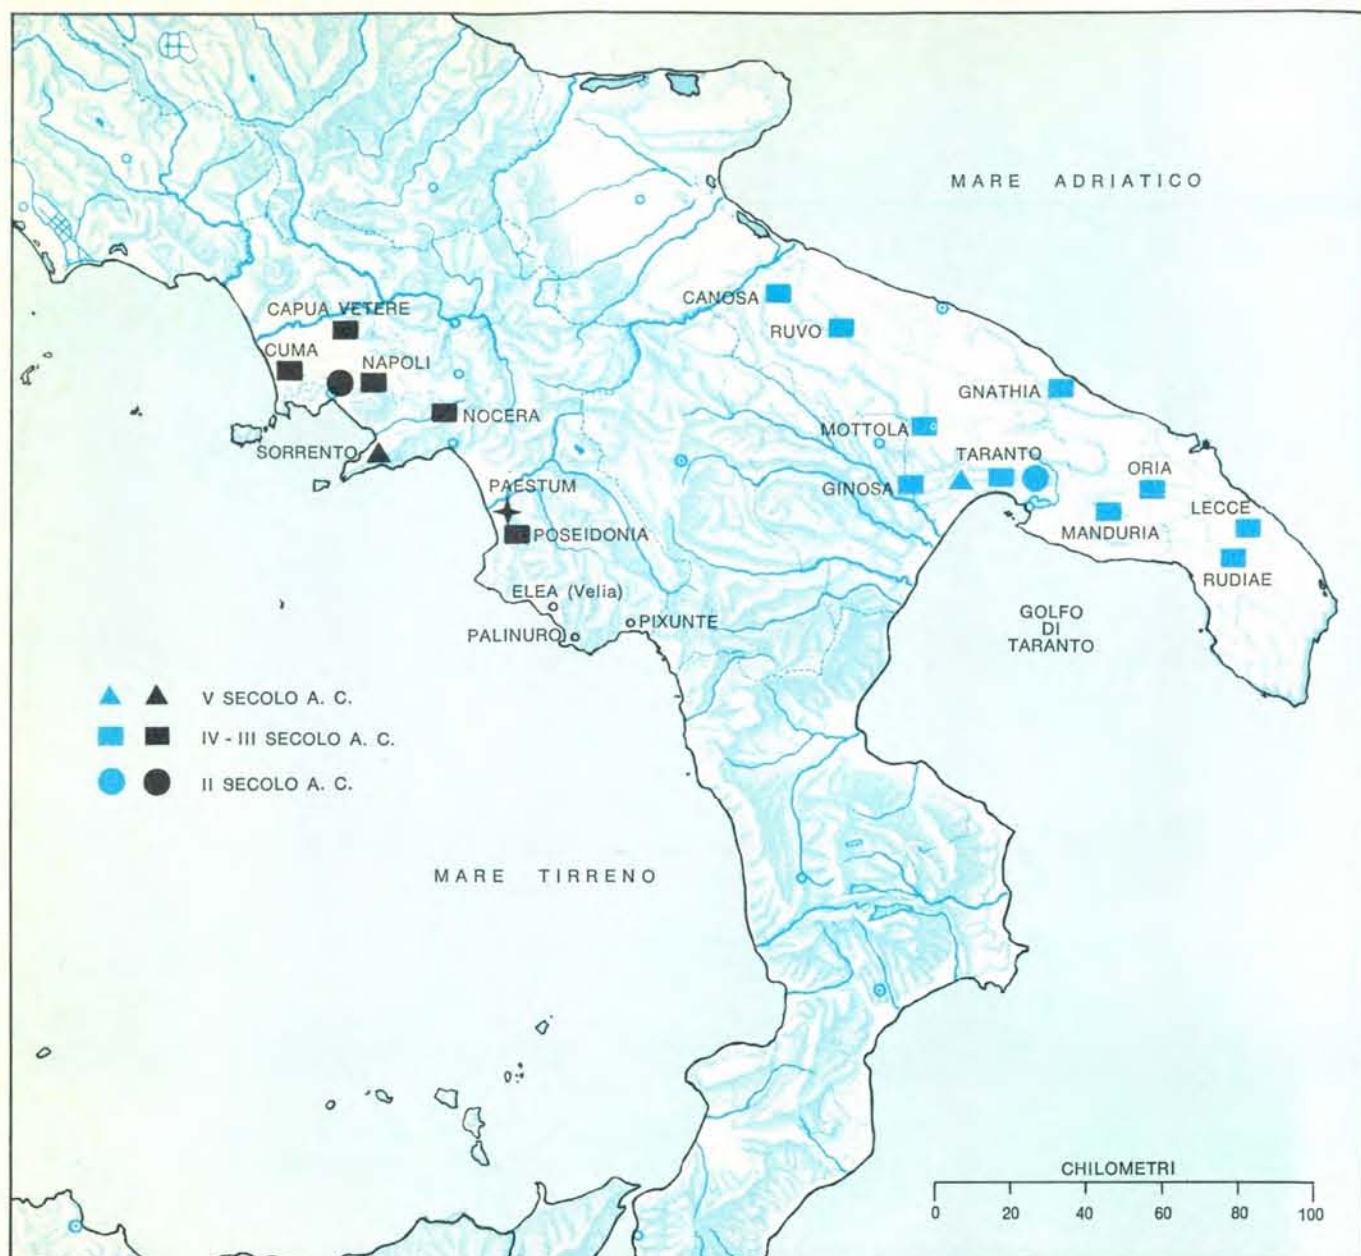 MARE ADRIATICO
CANOSA
CAPUA VETERE
RUVO
CUMA
NAPOLI
GNATHIA
NOCERA
MOTTOLA
SORRENTO
TARANTO
ORIA
PAESTUM
GINOSA
LECCE
POSEIDONIA
MANDURIA
RUDIAE
ELEA (Velia)
PALINURO
PIXUNTE
GOLFO
DI
TARANTO
V SECOLO A. C.
IV - III SECOLO A. C.
II SECOLO A. C.
MARE TIRRENO
CHILOMETRI
0 20 40 60 80 100